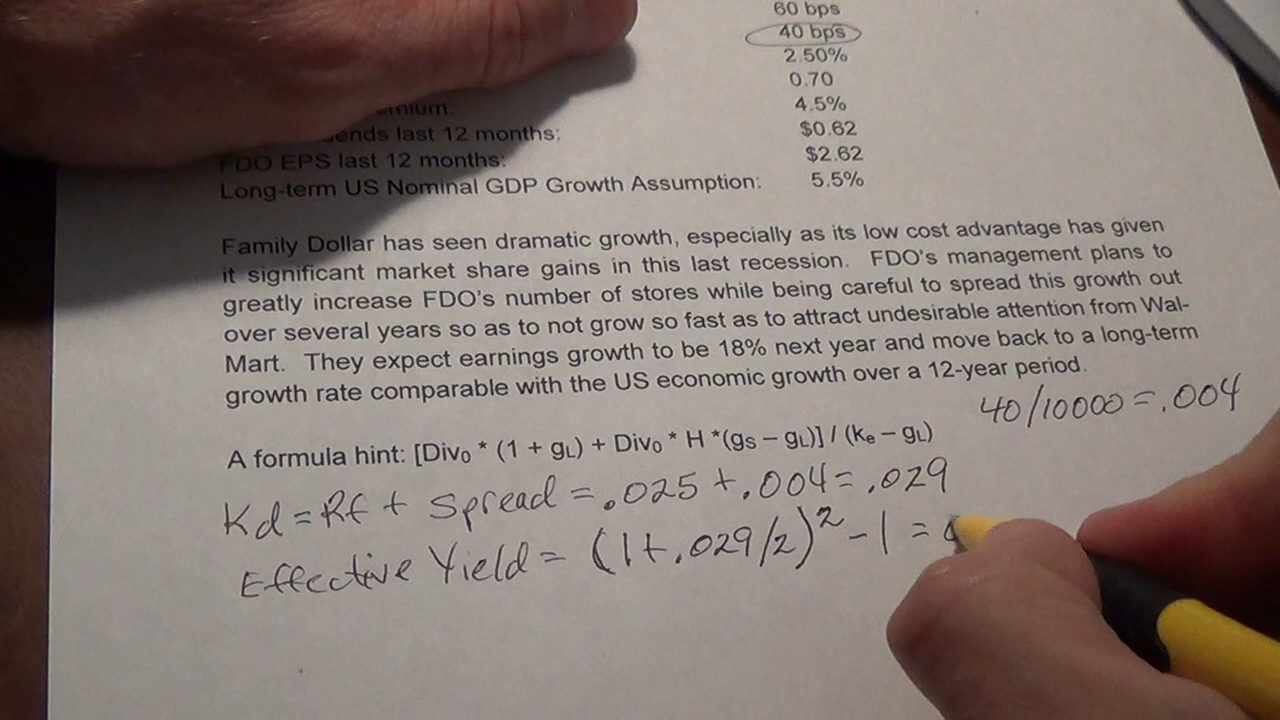 60 bps
40 bps
2.50%
0.70
4.5%
last 12 months: $0.62
FDO EPS last 12 months: $2.62
Long-term US Nominal GDP Growth Assumption: 5.5%
Family Dollar has seen dramatic growth, especially as its low cost advantage has given
it significant market share gains in this last recession. FDO's management plans to
greatly increase FDO's number of stores while being careful to spread this growth out
over several years so as to not grow so fast as to attract undesirable attention from Wal-
Mart. They expect earnings growth to be 18% next year and move back to a long-term
growth rate comparable with the US economic growth over a 12-year period.
40/10000 = .004
A formula hint: [Div₀ * (1 + gL) + Div₀ * H *(gS – gL)] / (ke – gL)
Kd = Rf + Spread = .025 + .004 = .029
Effective Yield = (1+.029/2)² - 1 =